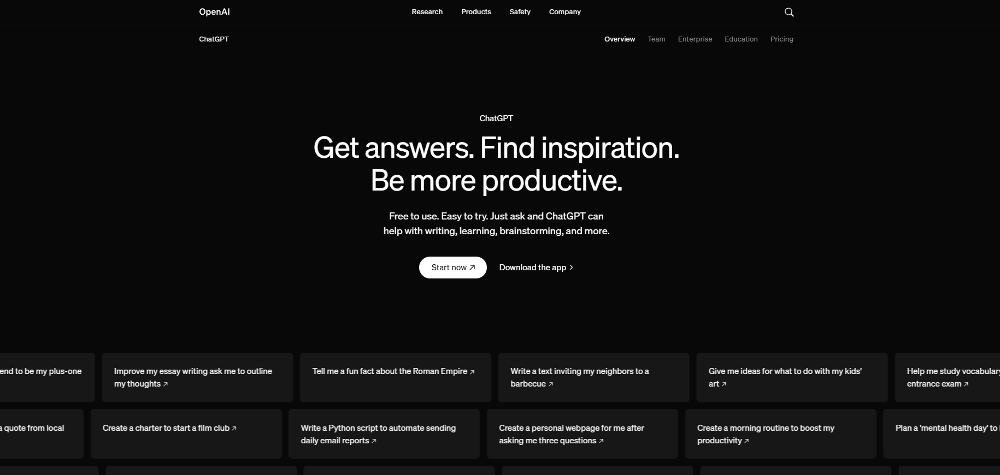 OpenAI
Research
Products
Safety
Company
ChatGPT
Overview
Team
Enterprise
Education
Pricing
ChatGPT
Get answers. Find inspiration.
Be more productive.
Free to use. Easy to try. Just ask and ChatGPT can
help with writing, learning, brainstorming, and more.
Start now ↗
Download the app >
end to be my plus-one
Improve my essay writing ask me to outline
my thoughts ↗
Tell me a fun fact about the Roman Empire ↗
Write a text inviting my neighbors to a
barbecue ↗
Give me ideas for what to do with my kids'
art ↗
Help me study vocabulary
entrance exam ↗
a quote from local
Create a charter to start a film club ↗
Write a Python script to automate sending
daily email reports ↗
Create a personal webpage for me after
asking me three questions ↗
Create a morning routine to boost my
productivity ↗
Plan a 'mental health day' to